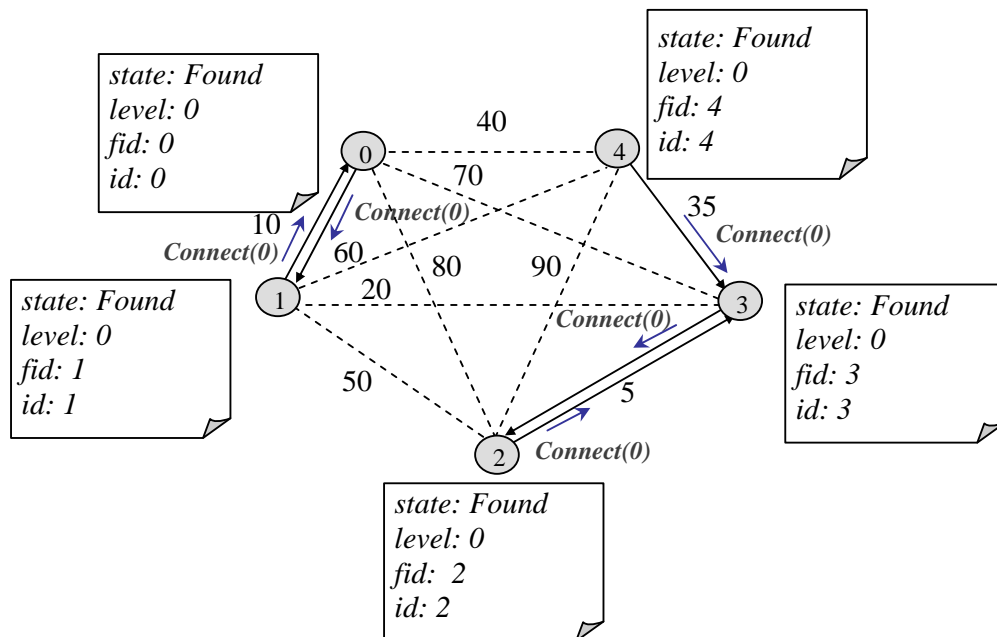 state: Found
level: 0
fid: 4
id: 4
state: Found
level: 0
fid: 0
id: 0
40
0
4
70
10
Connect(0)
35
Connect(0)
Connect(0)
60
80
90
1
20
3
Connect(0)
state: Found
level: 0
fid: 1
id: 1
state: Found
level: 0
fid: 3
id: 3
50
5
2
Connect(0)
state: Found
level: 0
fid: 2
id: 2